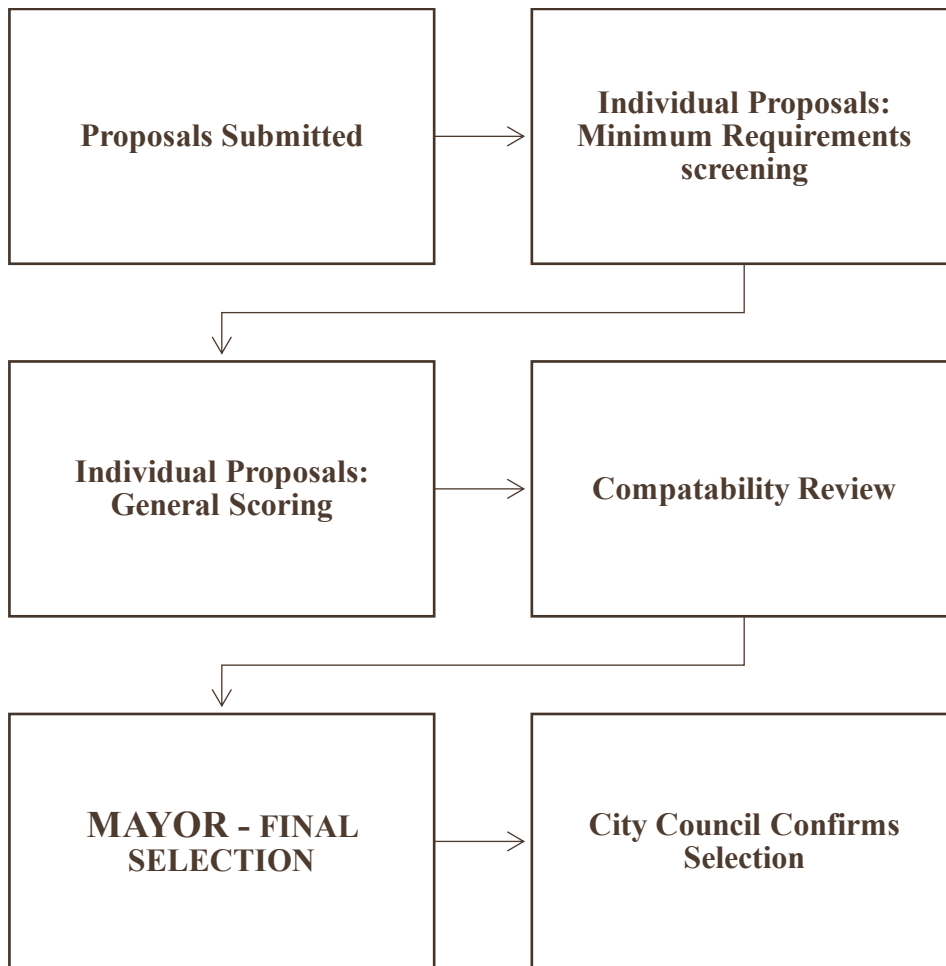 Proposals Submitted
Individual Proposals:
Minimum Requirements
screening
Individual Proposals:
General Scoring
Compatability Review
MAYOR - FINAL
SELECTION
City Council Confirms
Selection